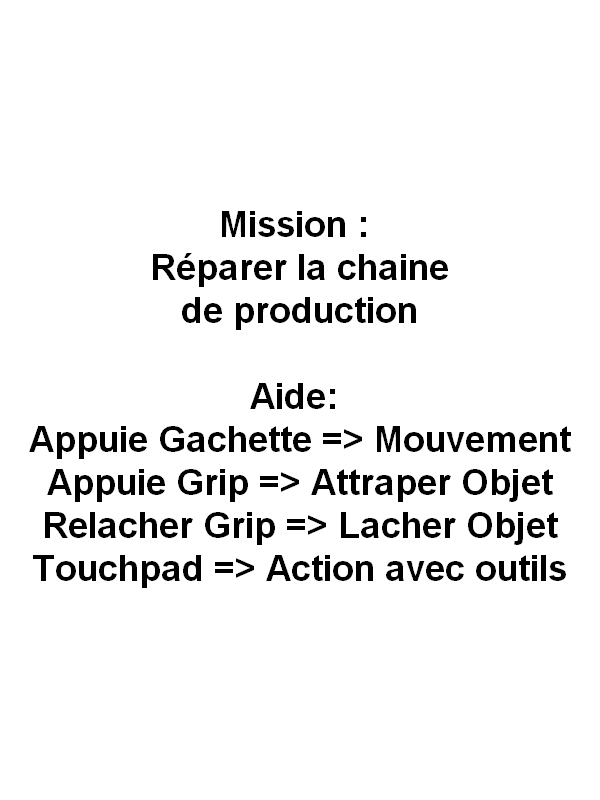 Mission :
Réparer la chaine
de production
Aide:
Appuie Gachette => Mouvement
Appuie Grip => Attraper Objet
Relacher Grip => Lacher Objet
Touchpad => Action avec outils